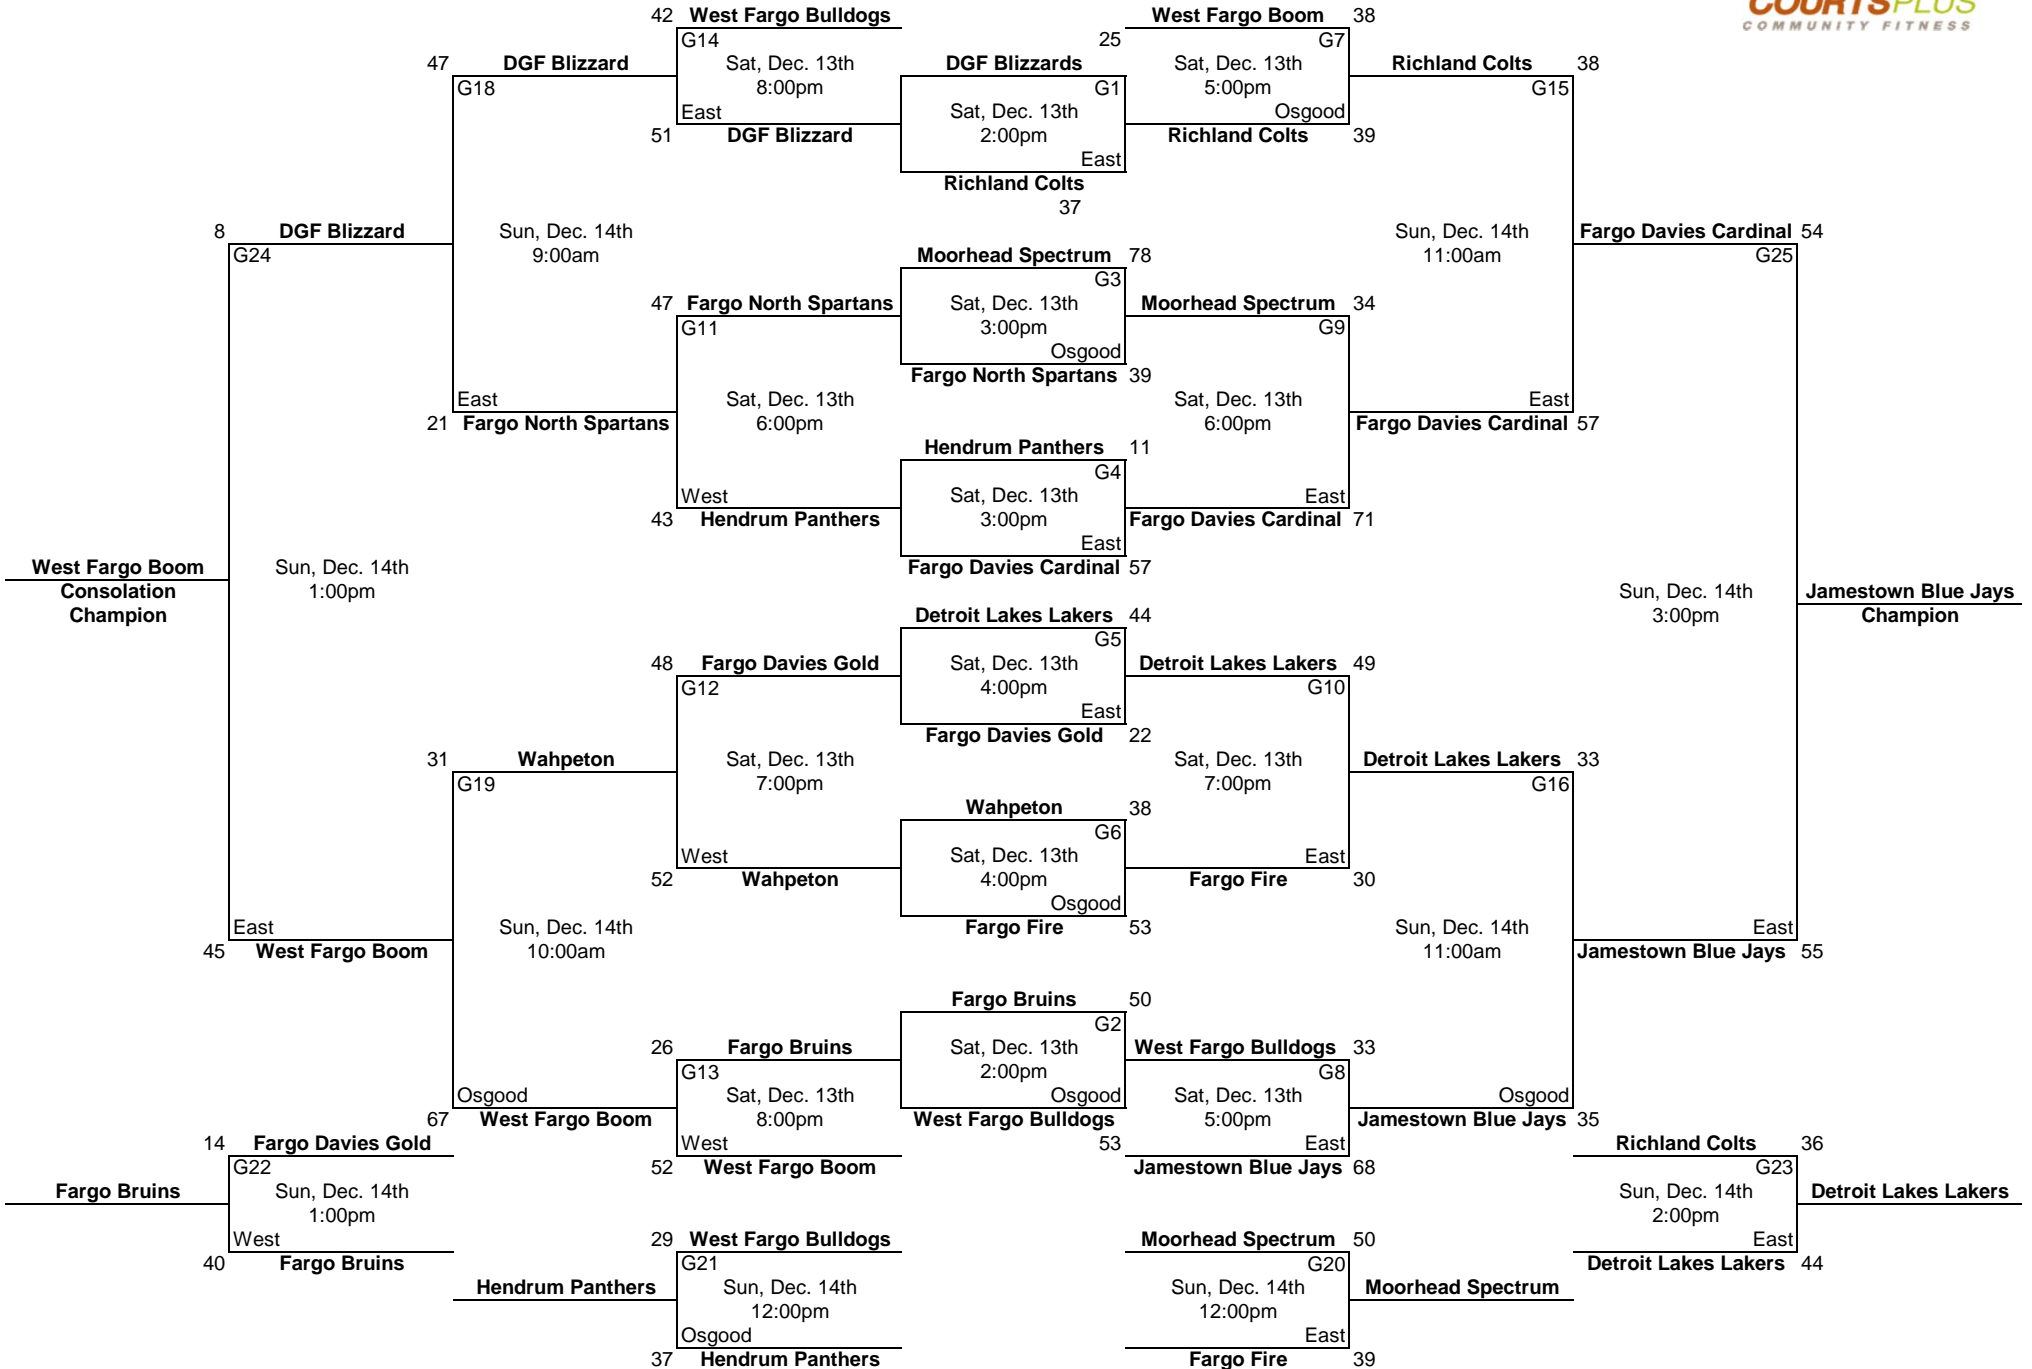 COURTSPLUS
COMMUNITY FITNESS
42 West Fargo Bulldogs
West Fargo Boom 38
G14
25
G7
47 DGF Blizzard
Sat, Dec. 13th
DGF Blizzards
Sat, Dec. 13th
Richland Colts 38
G18
8:00pm
G1
5:00pm
G15
East
Sat, Dec. 13th
Osgood
51 DGF Blizzard
2:00pm
Richland Colts 39
East
Richland Colts
37
8 DGF Blizzard
Sun, Dec. 14th
Sun, Dec. 14th
Fargo Davies Cardinal 54
G24
9:00am
Moorhead Spectrum 78
11:00am
G25
G3
47 Fargo North Spartans
Sat, Dec. 13th
Moorhead Spectrum 34
G11
3:00pm
G9
Osgood
Fargo North Spartans 39
East
Sat, Dec. 13th
Sat, Dec. 13th
East
21 Fargo North Spartans
6:00pm
6:00pm
Fargo Davies Cardinal 57
Hendrum Panthers 11
G4
West
Sat, Dec. 13th
East
43 Hendrum Panthers
3:00pm
Fargo Davies Cardinal 71
East
West Fargo Boom
Sun, Dec. 14th
Fargo Davies Cardinal 57
Consolation
1:00pm
Sun, Dec. 14th
Jamestown Blue Jays
Champion
Detroit Lakes Lakers 44
3:00pm
Champion
G5
48 Fargo Davies Gold
Sat, Dec. 13th
Detroit Lakes Lakers 49
G12
4:00pm
G10
East
Fargo Davies Gold 22
31 Wahpeton
Sat, Dec. 13th
Sat, Dec. 13th
Detroit Lakes Lakers 33
G19
7:00pm
7:00pm
G16
Wahpeton 38
G6
West
Sat, Dec. 13th
East
52 Wahpeton
4:00pm
Fargo Fire 30
Osgood
East
Sun, Dec. 14th
Fargo Fire 53
Sun, Dec. 14th
East
45 West Fargo Boom
10:00am
11:00am
Jamestown Blue Jays 55
Fargo Bruins 50
G2
26 Fargo Bruins
Sat, Dec. 13th
West Fargo Bulldogs 33
G13
2:00pm
G8
Osgood
Sat, Dec. 13th
Osgood
Sat, Dec. 13th
Osgood
67 West Fargo Boom
8:00pm
West Fargo Bulldogs
5:00pm
Jamestown Blue Jays 35
14 Fargo Davies Gold
West
53
East
Richland Colts 36
G22
52 West Fargo Boom
Jamestown Blue Jays 68
G23
Fargo Bruins
Sun, Dec. 14th
Sun, Dec. 14th
Detroit Lakes Lakers
1:00pm
2:00pm
West
29 West Fargo Bulldogs
Moorhead Spectrum 50
East
40 Fargo Bruins
G21
G20
Detroit Lakes Lakers 44
Hendrum Panthers
Sun, Dec. 14th
Sun, Dec. 14th
Moorhead Spectrum
12:00pm
12:00pm
Osgood
East
37 Hendrum Panthers
Fargo Fire 39